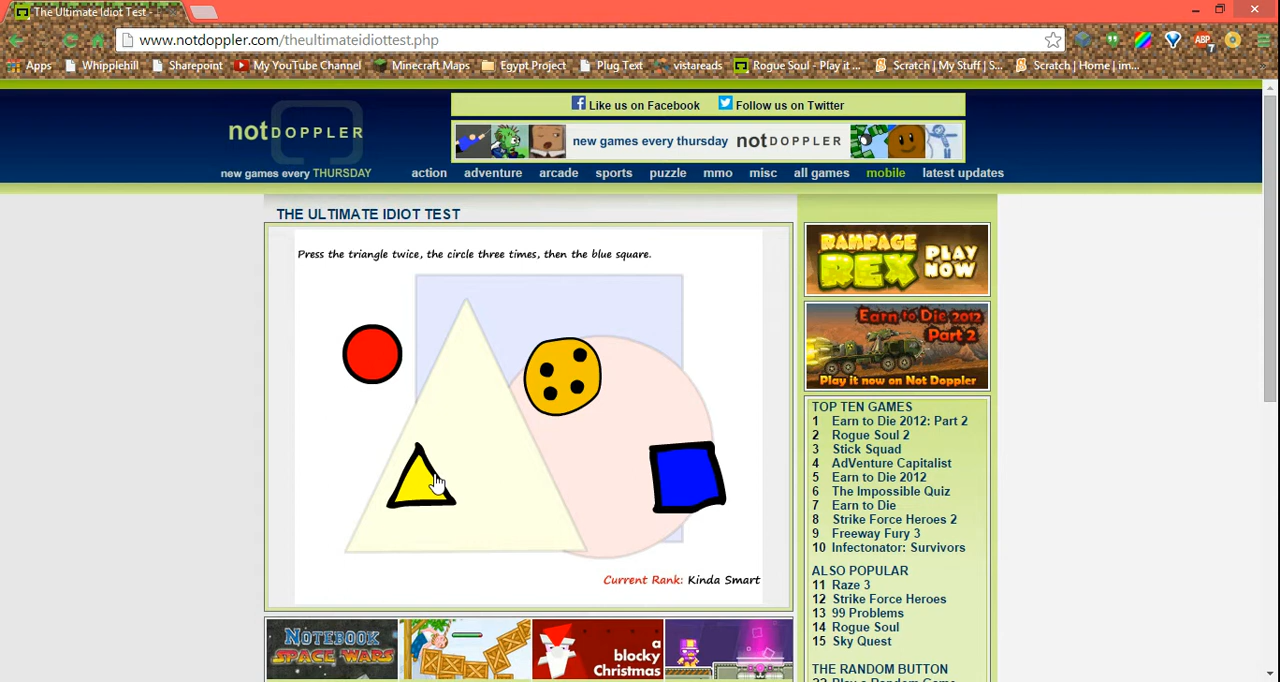 The Ultimate Idiot Test -
www.notdoppler.com/theultimateidiottest.php
ABP
7
Apps
Whipplehill
Sharepoint
My YouTube Channel
Minecraft Maps
Egypt Project
Plug Text
vistareads
Rogue Soul - Play it ...
Scratch | My Stuff | S...
Scratch | Home | im...
Like us on Facebook
Follow us on Twitter
notDOPPLER
new games every thursday notDOPPLER
new games every THURSDAY
action adventure arcade sports puzzle mmo misc all games mobile latest updates
THE ULTIMATE IDIOT TEST
Press the triangle twice, the circle three times, then the blue square.
Current Rank: Kinda Smart
RAMPAGE REX PLAY NOW
Earn to Die 2012
Part 2
Play it now on Not Doppler
TOP TEN GAMES
1 Earn to Die 2012: Part 2
2 Rogue Soul 2
3 Stick Squad
4 AdVenture Capitalist
5 Earn to Die 2012
6 The Impossible Quiz
7 Earn to Die
8 Strike Force Heroes 2
9 Freeway Fury 3
10 Infectonator: Survivors
ALSO POPULAR
11 Raze 3
12 Strike Force Heroes
13 99 Problems
14 Rogue Soul
15 Sky Quest
THE RANDOM BUTTON
NOTEBOOK
SPACE WARS
a
blocky
Christmas